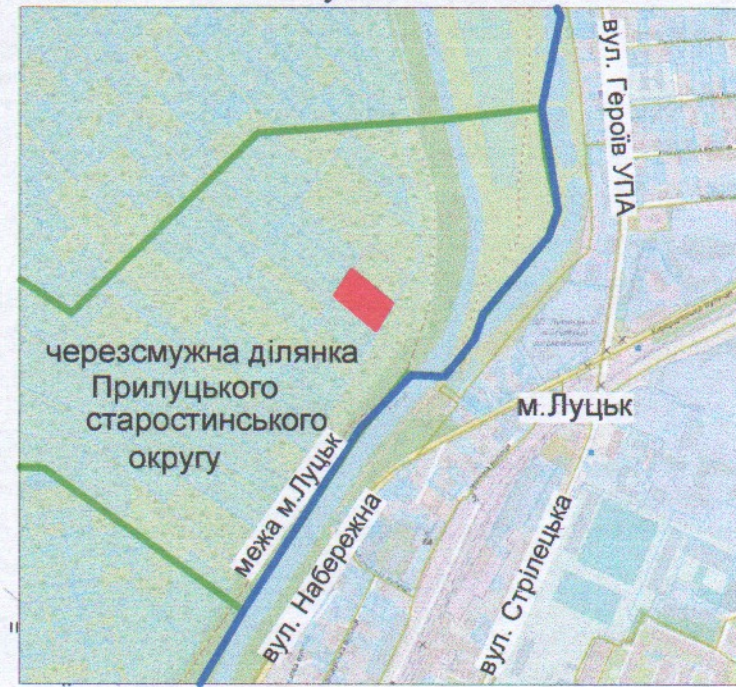 вул. Героїв УПА
черезсмужна ділянка
Прилуцького
старостинського
округу
м.Луцьк
межа м.Луцьк
вул. Набережна
вул. Стрілецька